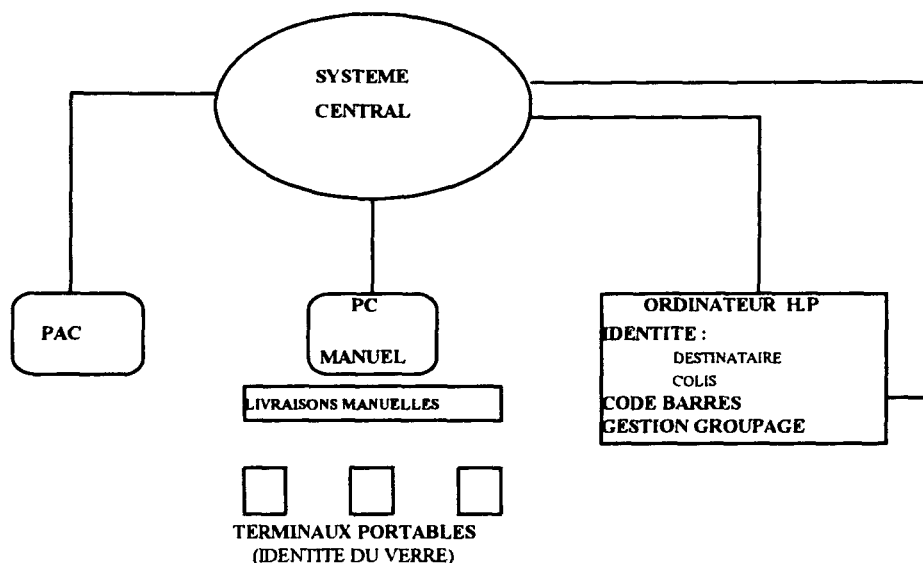 SYSTEME
CENTRAL
PAC
PC
MANUEL
LIVRAISONS MANUELLES
TERMINAUX PORTABLES
(IDENTITE DU VERRE)
ORDINATEUR H.P
IDENTITE :
DESTINATAIRE
COLIS
CODE BARRES
GESTION GROUPAGE